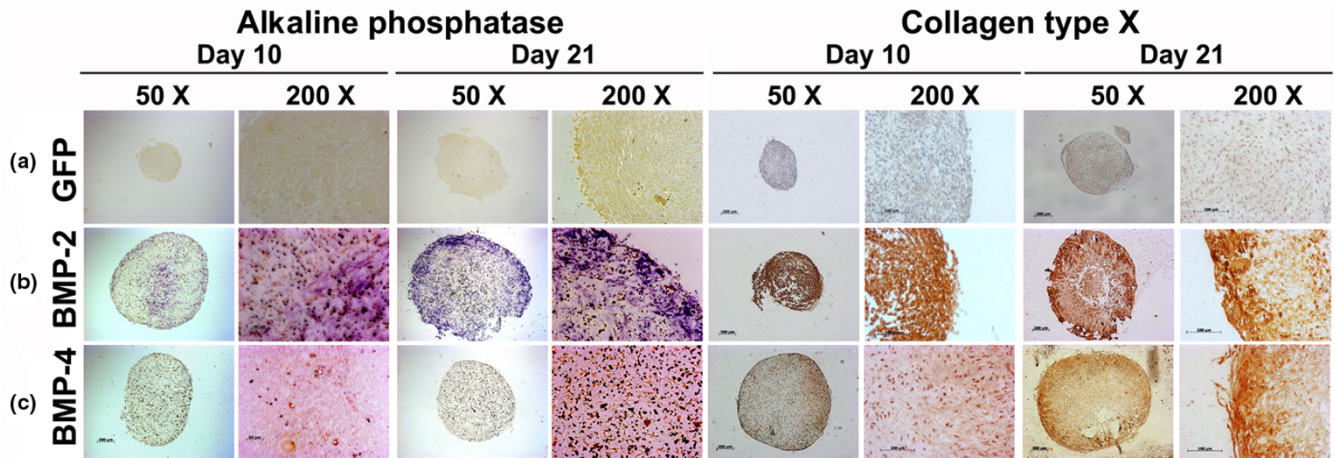 Alkaline phosphatase Collagen type X
Day 10 Day 21 Day 10 Day 21
50 X 200 X 50 X 200 X 50 X 200 X 50 X 200 X
(a) GFP
(b) BMP-2
(c) BMP-4